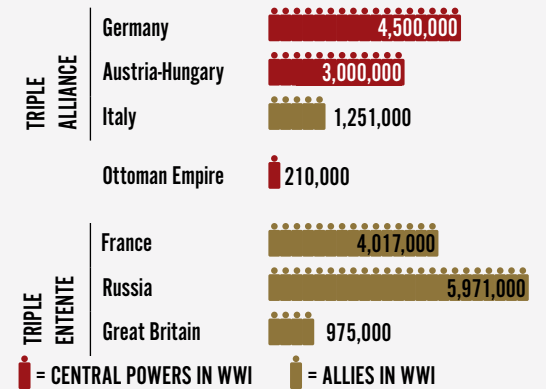 TRIPLE
ALLIANCE
Germany 4,500,000
Austria-Hungary 3,000,000
Italy 1,251,000
Ottoman Empire 210,000
TRIPLE
ENTENTE
France 4,017,000
Russia 5,971,000
Great Britain 975,000
= CENTRAL POWERS IN WWI = ALLIES IN WWI